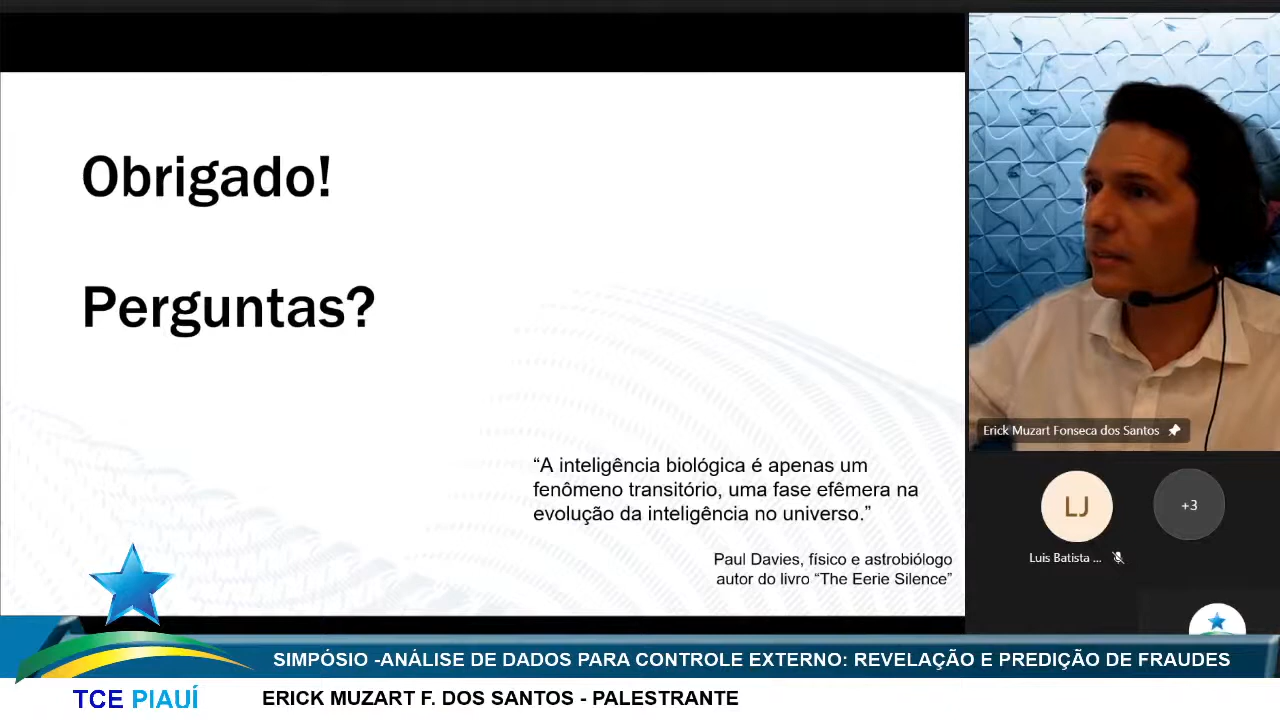 Obrigado!
Perguntas?
“A inteligência biológica é apenas um
fenômeno transitório, uma fase efêmera na
evolução da inteligência no universo.”
Paul Davies, físico e astrobiólogo
autor do livro “The Eerie Silence”
Erick Muzart Fonseca dos Santos
LJ
+3
Luis Batista ...
SIMPÓSIO -ANÁLISE DE DADOS PARA CONTROLE EXTERNO: REVELAÇÃO E PREDIÇÃO DE FRAUDES
TCE PIAUÍ
ERICK MUZART F. DOS SANTOS - PALESTRANTE